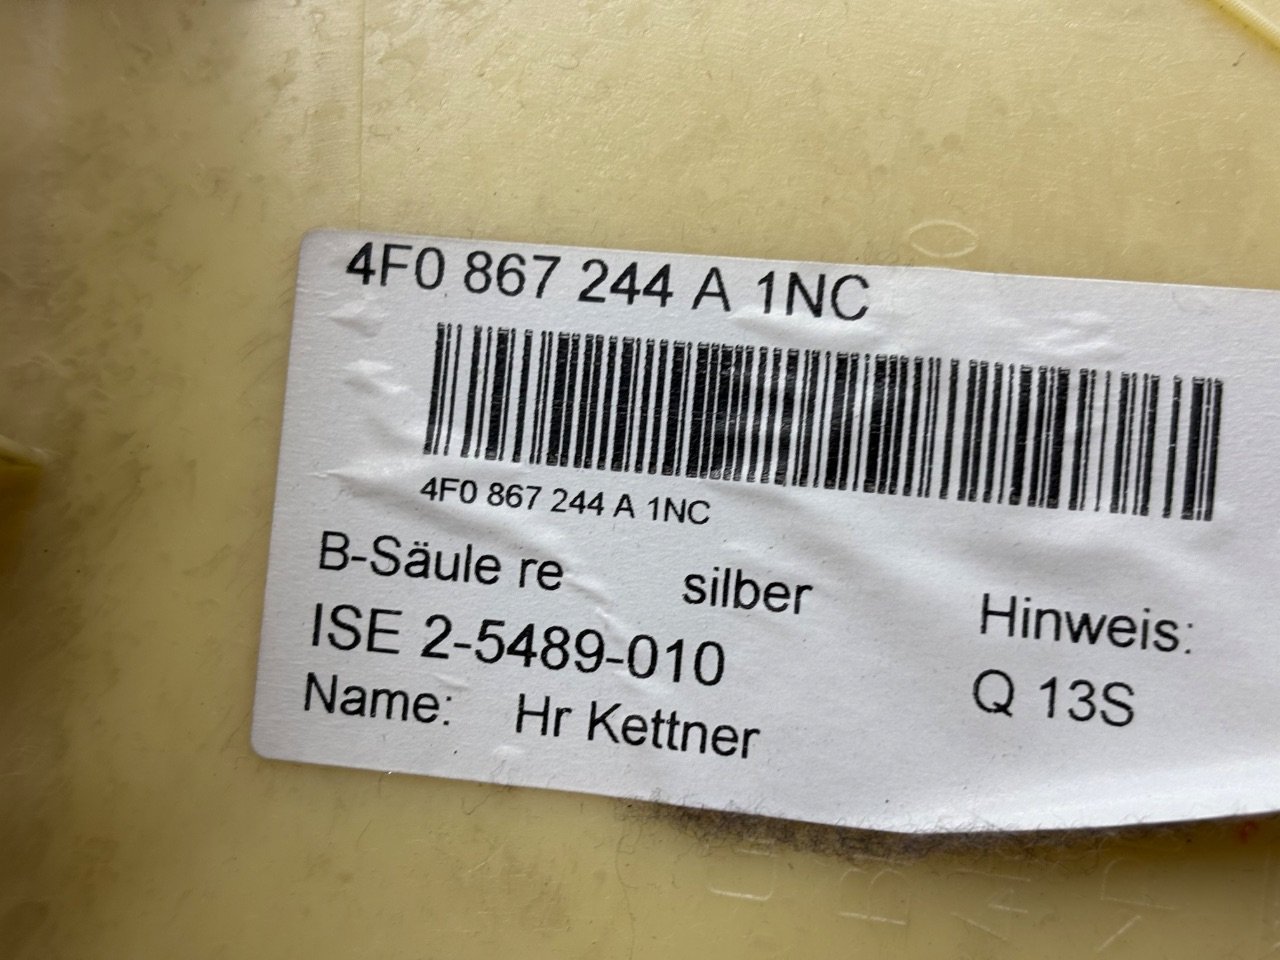 4F0 867 244 A 1NC
4F0 867 244 A 1NC
B-Säule re silber
ISE 2-5489-010
Name: Hr Kettner
Hinweis:
Q 13S